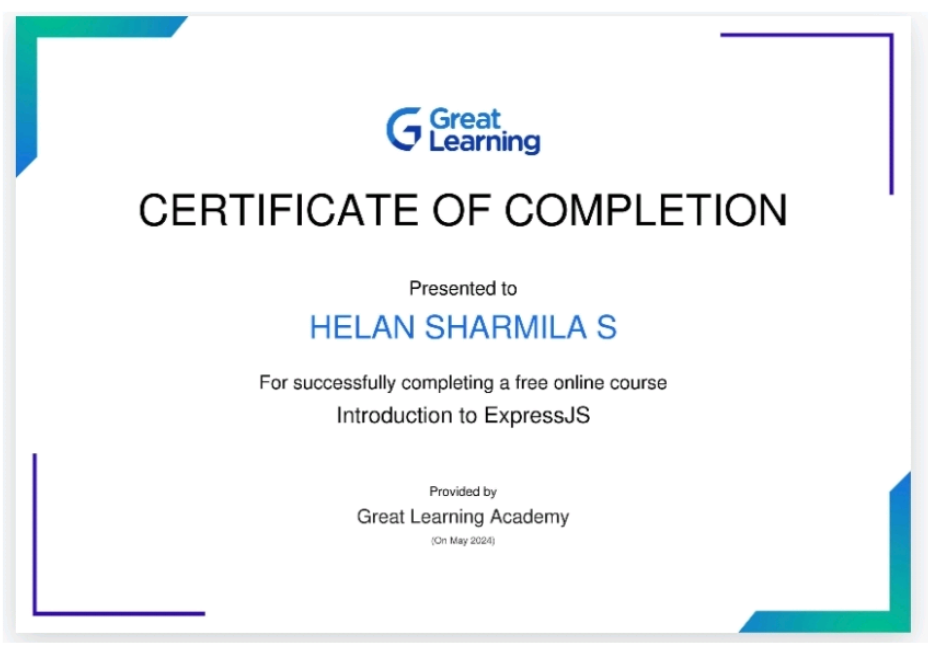 Great
Learning
CERTIFICATE OF COMPLETION
Presented to
HELAN SHARMILA S
For successfully completing a free online course
Introduction to ExpressJS
Provided by
Great Learning Academy
(On May 2024)